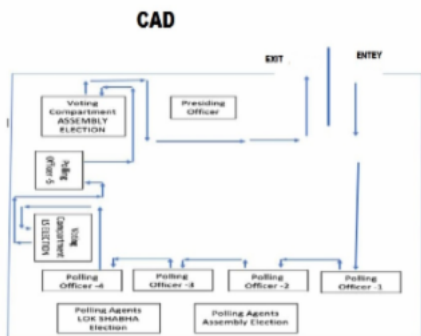 CAD
EXIT
ENTEY
Voting
Compartment
ASSEMBLY
ELECTION
Presiding
Officer
Polling
Officer -5
Voting
Compartment
LS ELECTION
Polling
Officer -4
Polling
Officer -3
Polling
Officer -2
Polling
Officer -1
Polling Agents
LOK SHABHA
Election
Polling Agents
Assembly Election